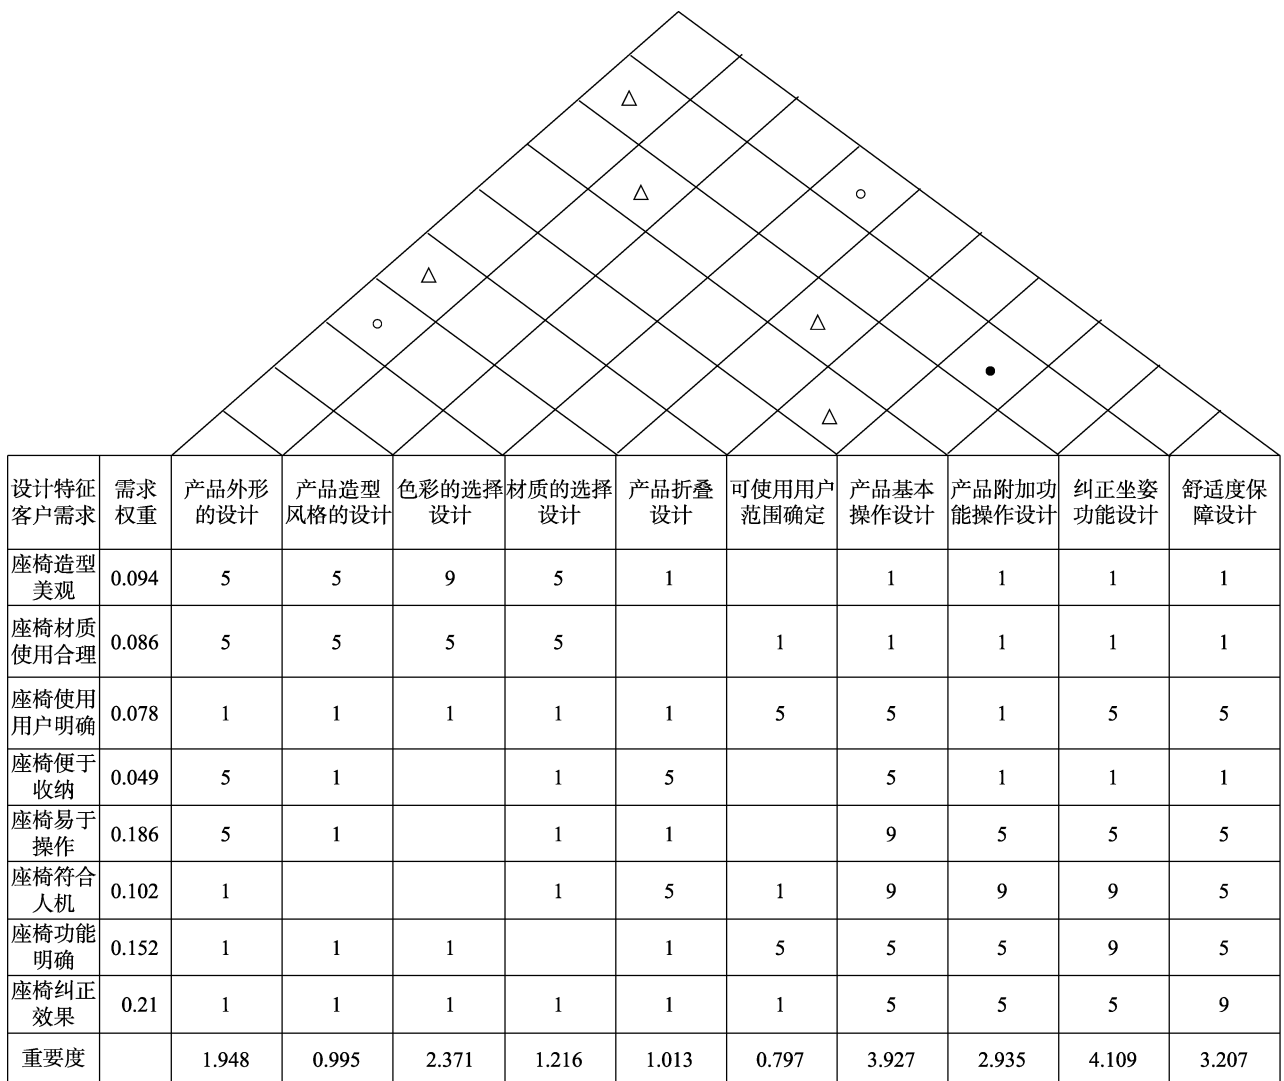 △
△
○
△
○
△
●
△
设计特征 需求 产品外形 产品造型 色彩的选择 材质的选择 产品折叠 可使用用户 产品基本 产品附加功 纠正坐姿 舒适度保
客户需求 权重 的设计 风格的设计 设计 设计 设计 范围确定 操作设计 能操作设计 功能设计 障设计
座椅造型
美观 0.094 5 5 9 5 1 1 1 1 1
座椅材质
使用合理 0.086 5 5 5 5 1 1 1 1 1
座椅使用
用户明确 0.078 1 1 1 1 1 5 5 1 5 5
座椅便于
收纳 0.049 5 1 1 5 5 1 1 1
座椅易于
操作 0.186 5 1 1 1 9 5 5 5
座椅符合
人机 0.102 1 1 5 1 9 9 9 5
座椅功能
明确 0.152 1 1 1 1 5 5 5 9 5
座椅纠正
效果 0.21 1 1 1 1 1 1 5 5 5 9
重要度 1.948 0.995 2.371 1.216 1.013 0.797 3.927 2.935 4.109 3.207